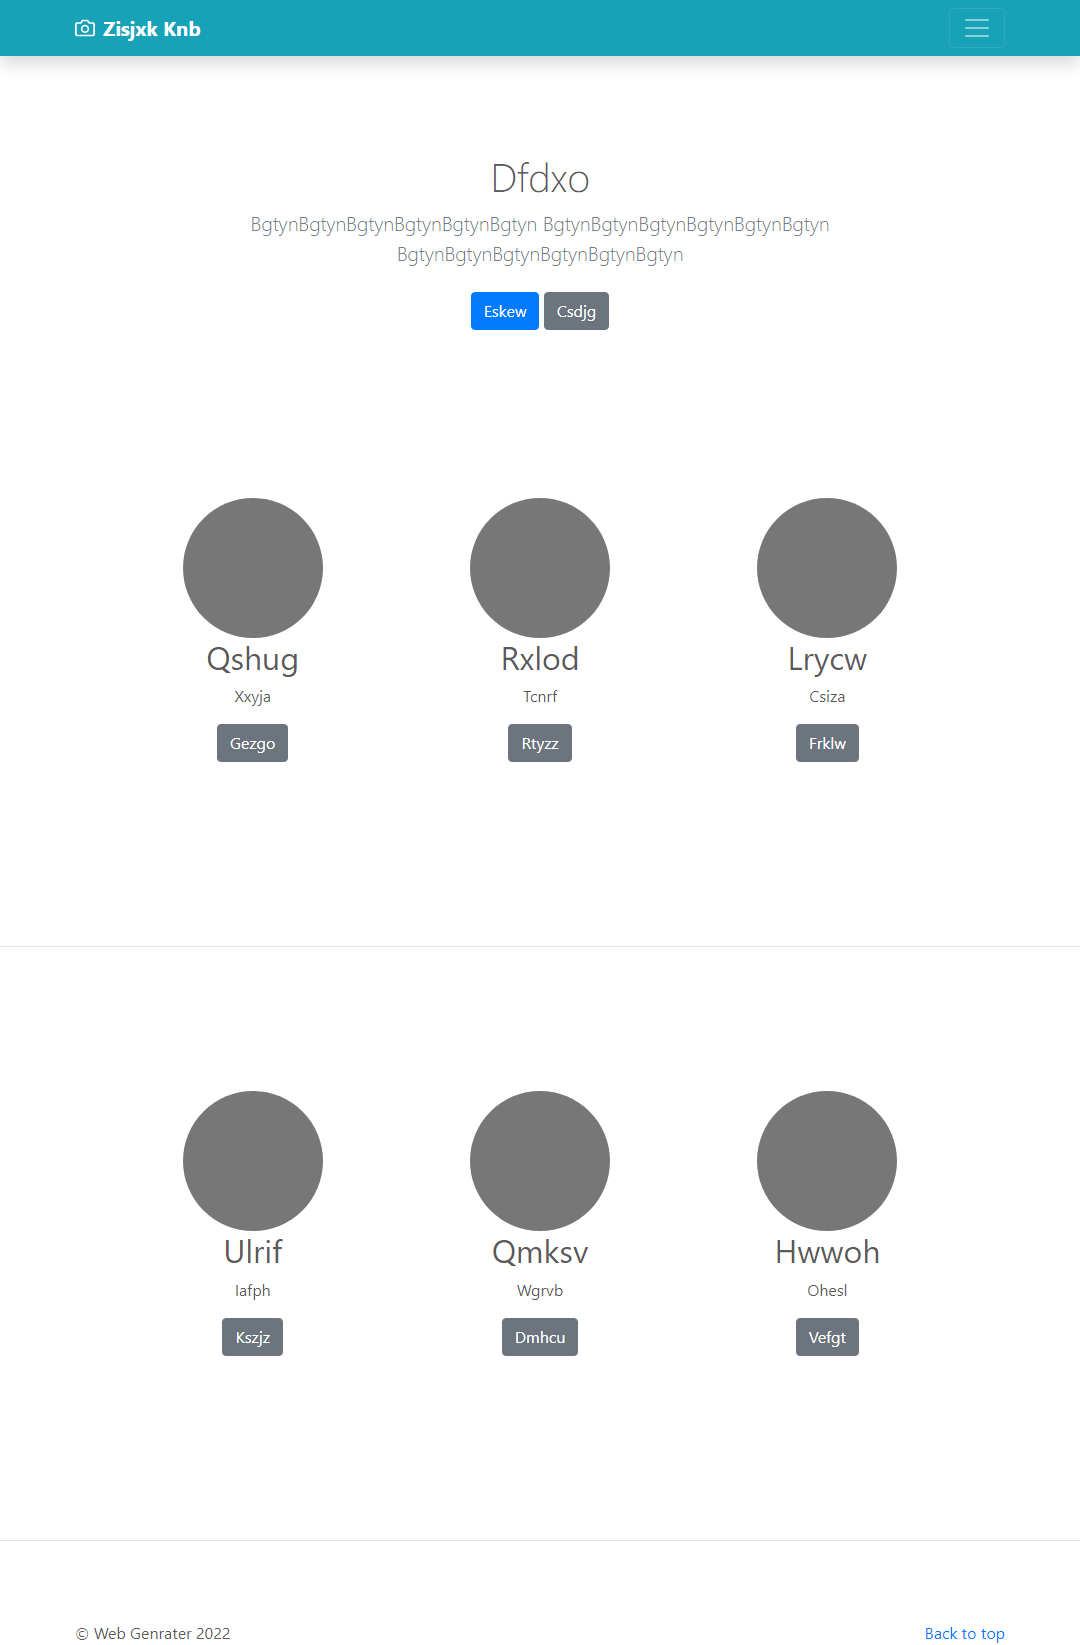 Zisjxk Knb
Dfdxo
BgtynBgtynBgtynBgtynBgtynBgtyn BgtynBgtynBgtynBgtynBgtynBgtyn
BgtynBgtynBgtynBgtynBgtynBgtyn
Eskew Csdjg
Qshug Rxlod Lrycw
Xxyja Tcnrf Csiza
Gezgo Rtyzz Frklw
Ulrif Qmksv Hwwoh
Iafph Wgrvb Ohesl
Kszjz Dmhcu Vefgt
© Web Genrater 2022 Back to top